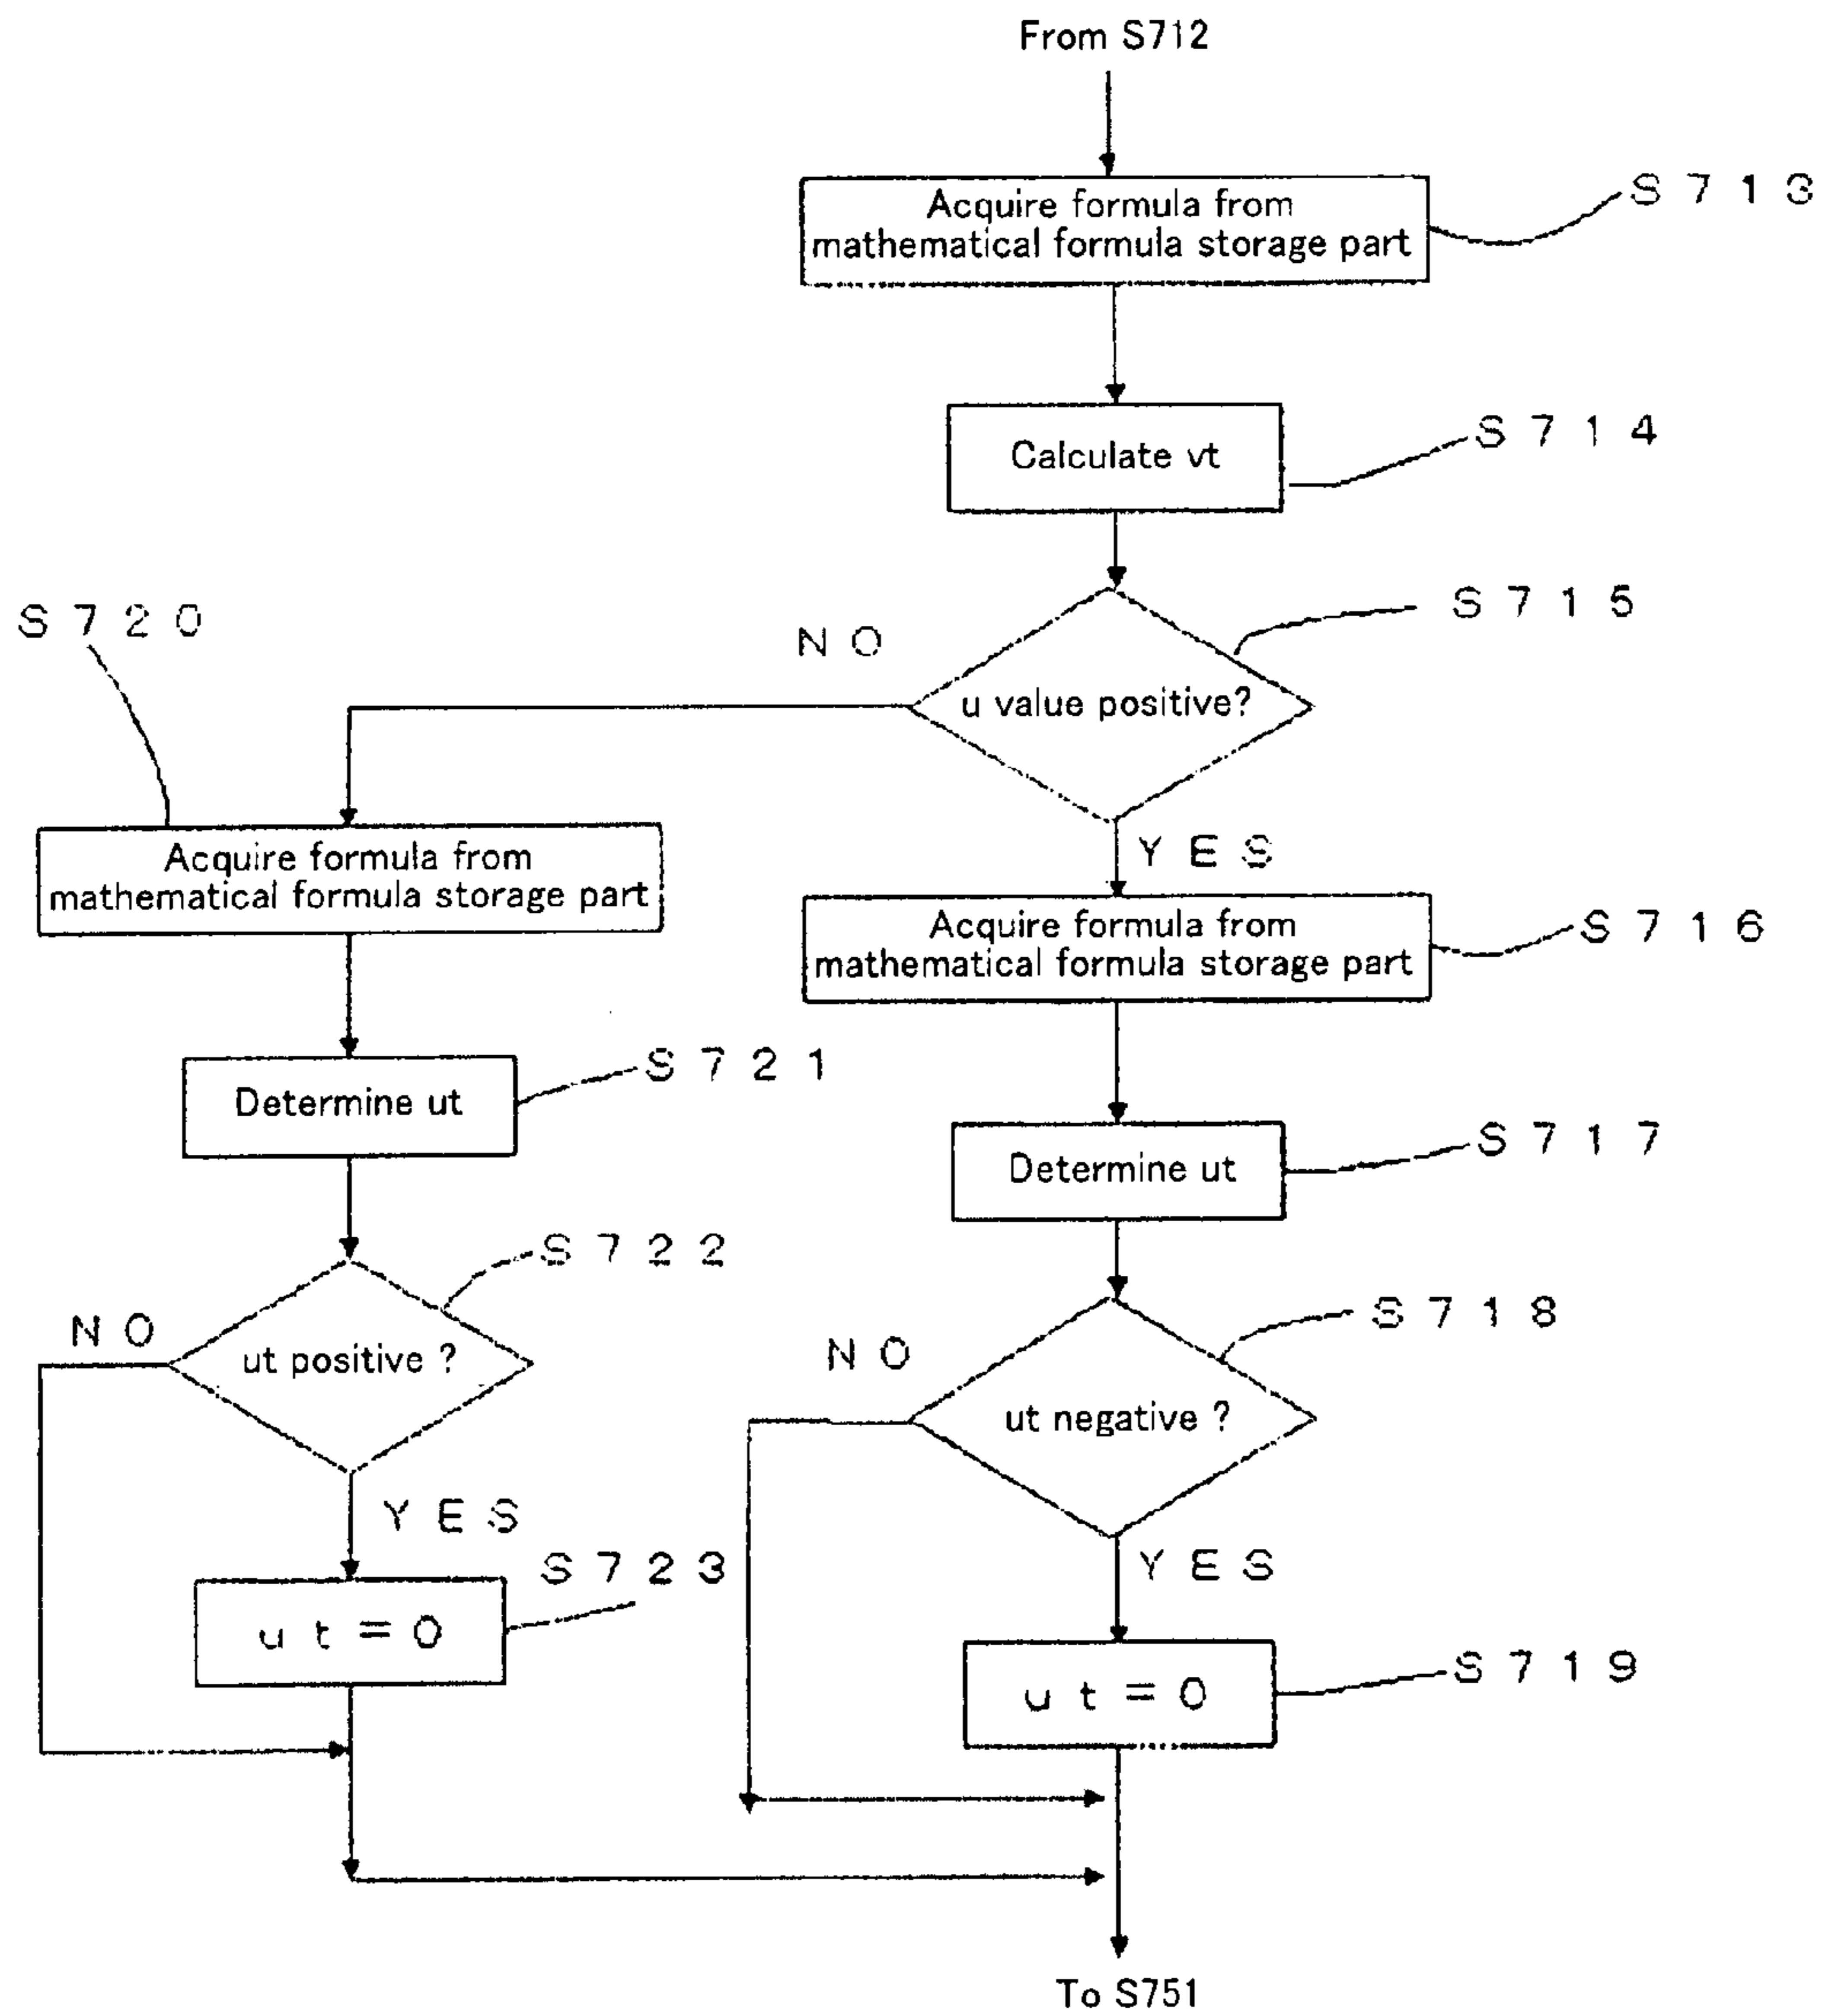 From S712
Acquire formula from
mathematical formula storage part
S713
Calculate vt
S714
u value positive?
S715
NO
YES
S720
Acquire formula from
mathematical formula storage part
Acquire formula from
mathematical formula storage part
S716
Determine ut
S721
Determine ut
S717
ut positive ?
S722
NO
YES
ut negative ?
S718
NO
YES
ut=0
S723
ut=0
S719
To S751